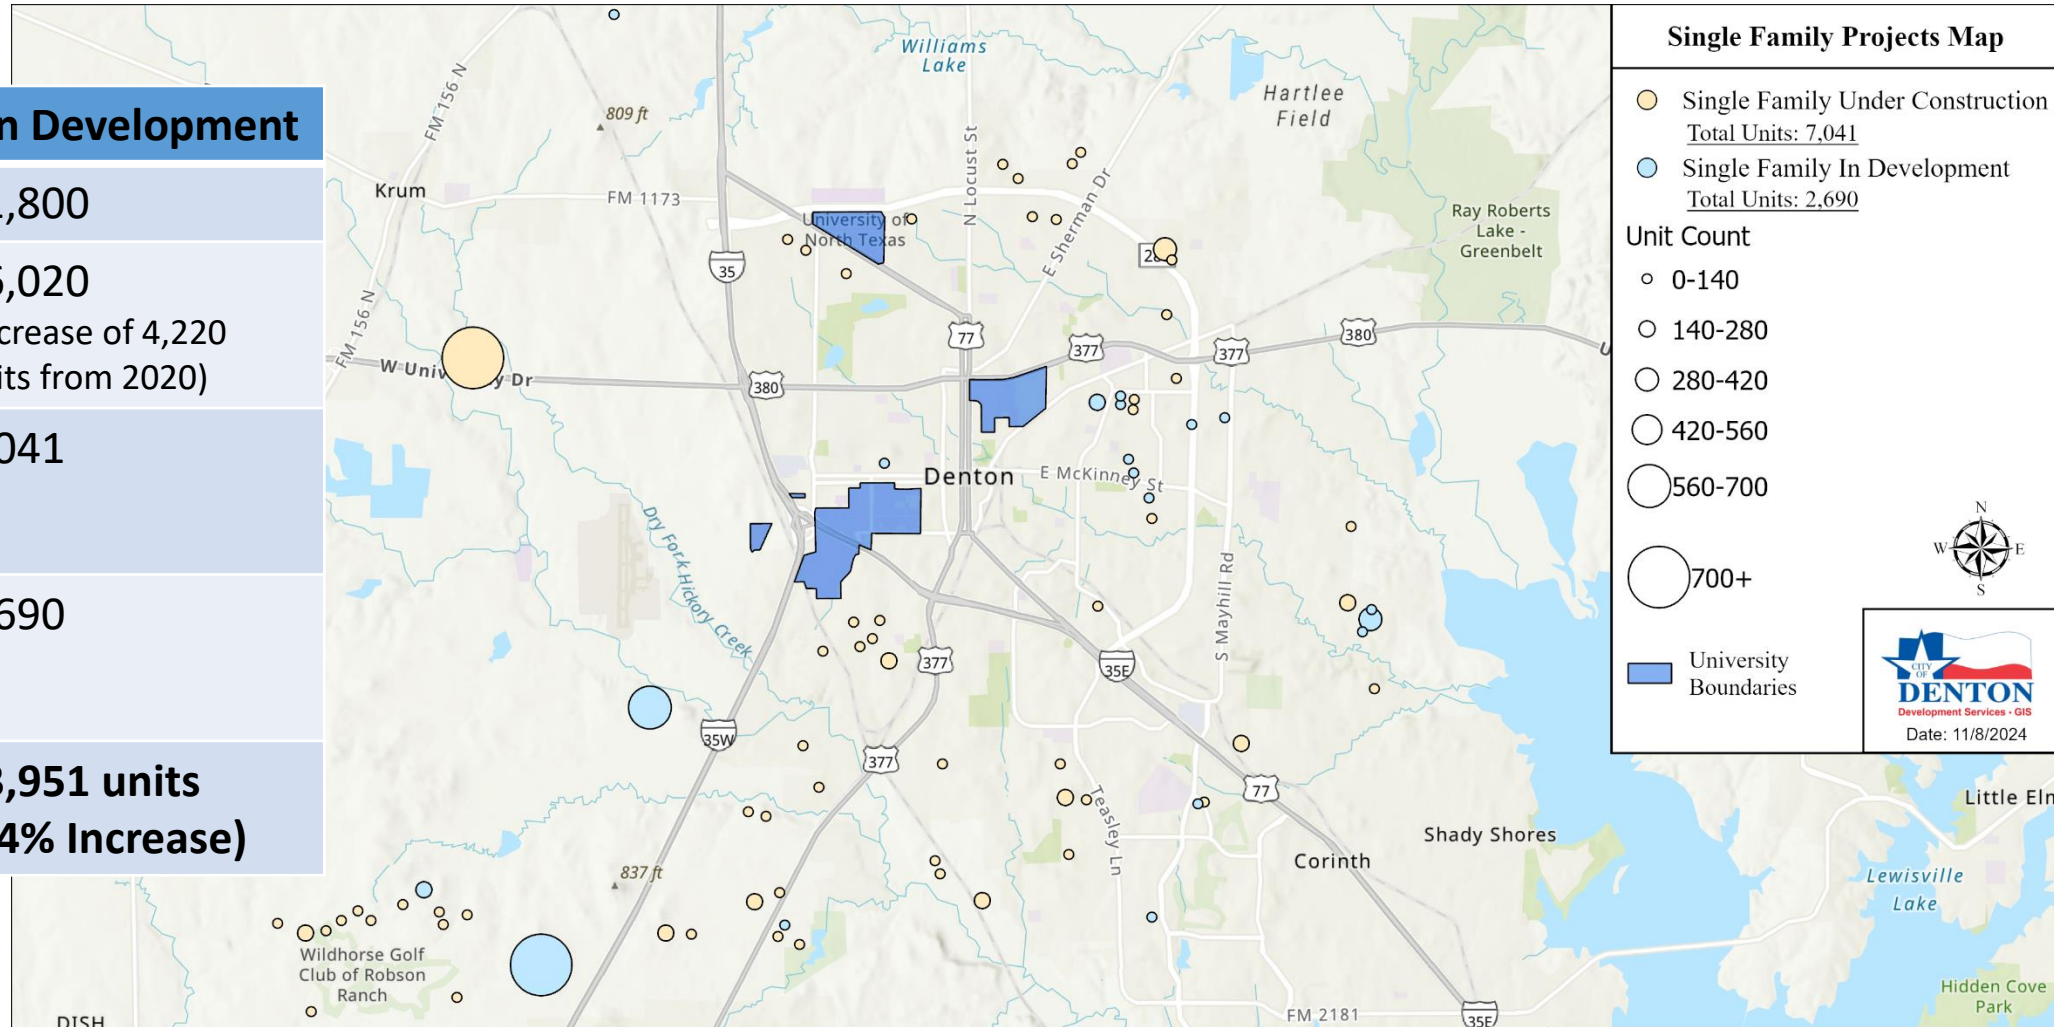 n Development
,800
,020
crease of 4,220
its from 2020)
041
690
,951 units
4% Increase)
Single Family Projects Map
Single Family Under Construction
Total Units: 7,041
Single Family In Development
Total Units: 2,690
Unit Count
0-140
140-280
280-420
420-560
560-700
700+
University
Boundaries
N
W
E
S
CITY
OF
DENTON
Development Services - GIS
Date: 11/8/2024
Williams
Lake
Hartlee
Field
809 ft
FM 156 N
Krum
FM 1173
N Locust St
E Sherman Dr
University of
North Texas
Ray Roberts
Lake -
Greenbelt
35
FM 156 N
77
377
377
380
W Univ y Dr
380
Denton
E McKinney St
Dry Fork Hickory Creek
S Mayhill Rd
377
35E
35W
377
77
Teasley Ln
Little Elm
Shady Shores
Corinth
Lewisville
Lake
837 ft
Wildhorse Golf
Club of Robson
Ranch
Hidden Cove
Park
DISH
FM 2181
35E